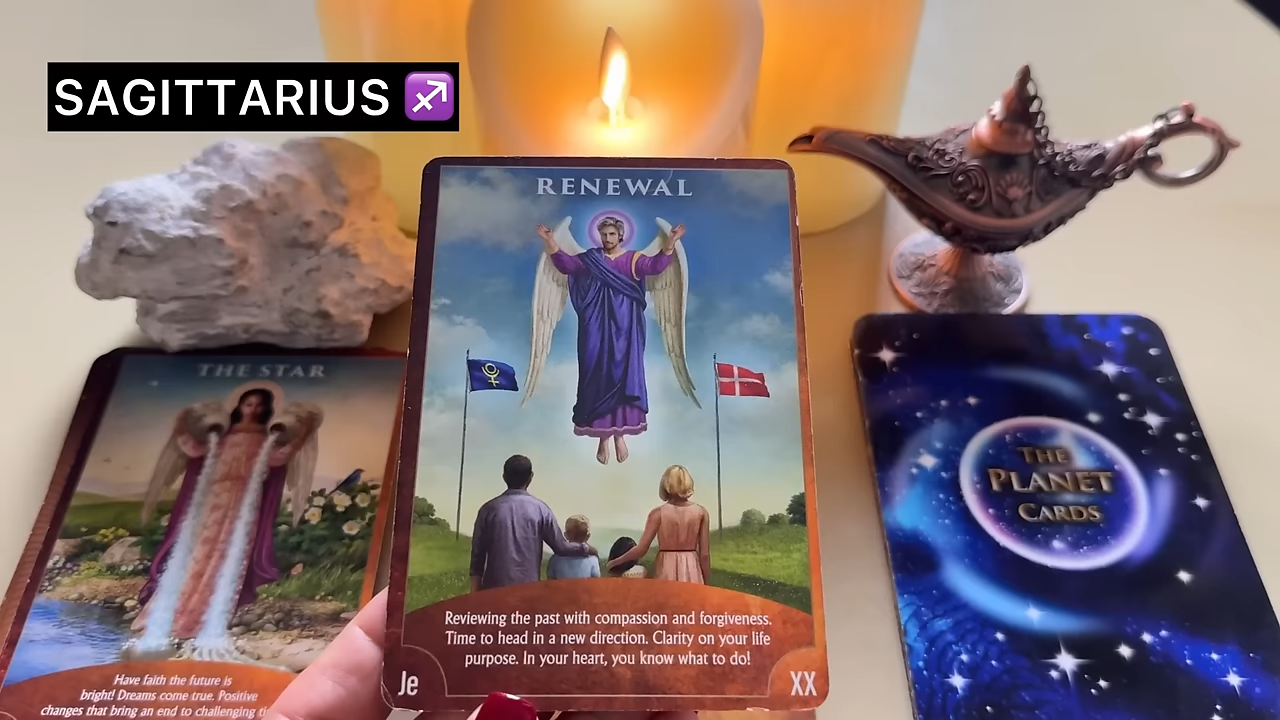 SAGITTARIUS ♐
RENEWAL
Reviewing the past with compassion and forgiveness.
Time to head in a new direction. Clarity on your life
purpose. In your heart, you know what to do!
Je
XX
THE STAR
Have faith the future is
bright! Dreams come true. Positive
changes that bring an end to challenging
THE
PLANET
CARDS